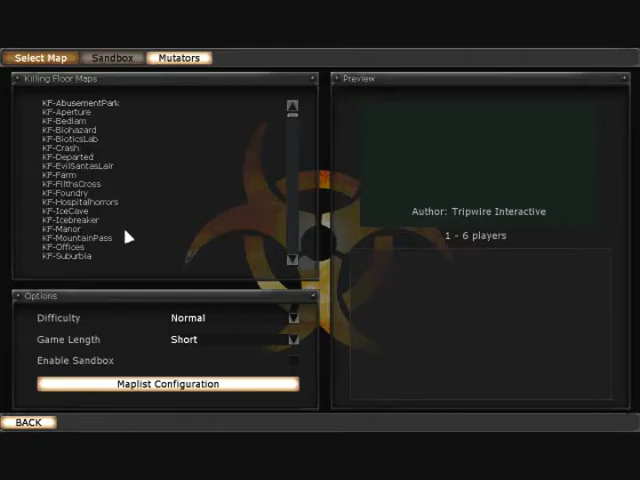 Select Map Sandbox Mutators
Killing Floor Maps
KF-AbusementPark
KF-Aperture
KF-Bedlam
KF-Biohazard
KF-BioticsLab
KF-Crash
KF-Departed
KF-EvilSantasLair
KF-Farm
KF-FilthsCross
KF-Foundry
KF-Hospitalhorrors
KF-IceCave
KF-Icebreaker
KF-Manor
KF-MountainPass
KF-Offices
KF-Suburbia
Preview
Author: Tripwire Interactive
1 - 6 players
Options
Difficulty Normal
Game Length Short
Enable Sandbox
Maplist Configuration
BACK